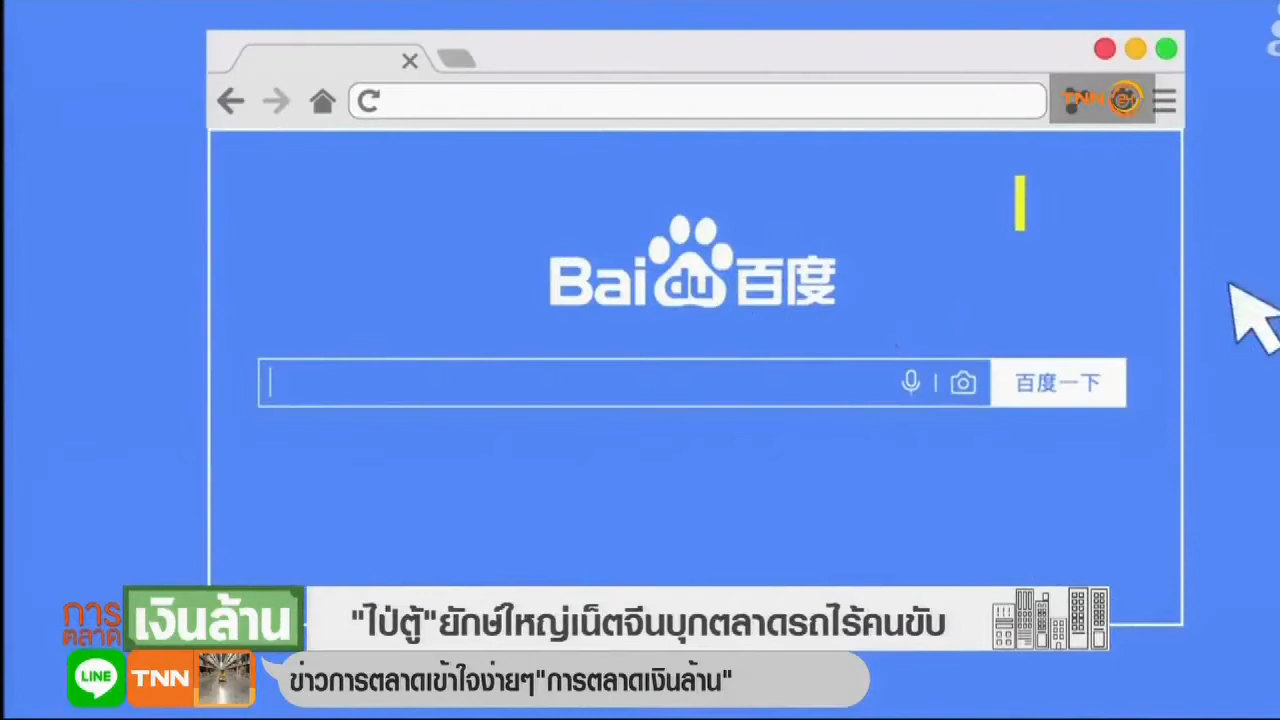 TNN 24
Baidu百度
百度一下
การตลาด เงินล้าน
"ไป่ตู้"ยักษ์ใหญ่เน็ตจีนบุกตลาดรถไร้คนขับ
LINE TNN
ข่าวการตลาดเข้าใจง่ายๆ"การตลาดเงินล้าน"